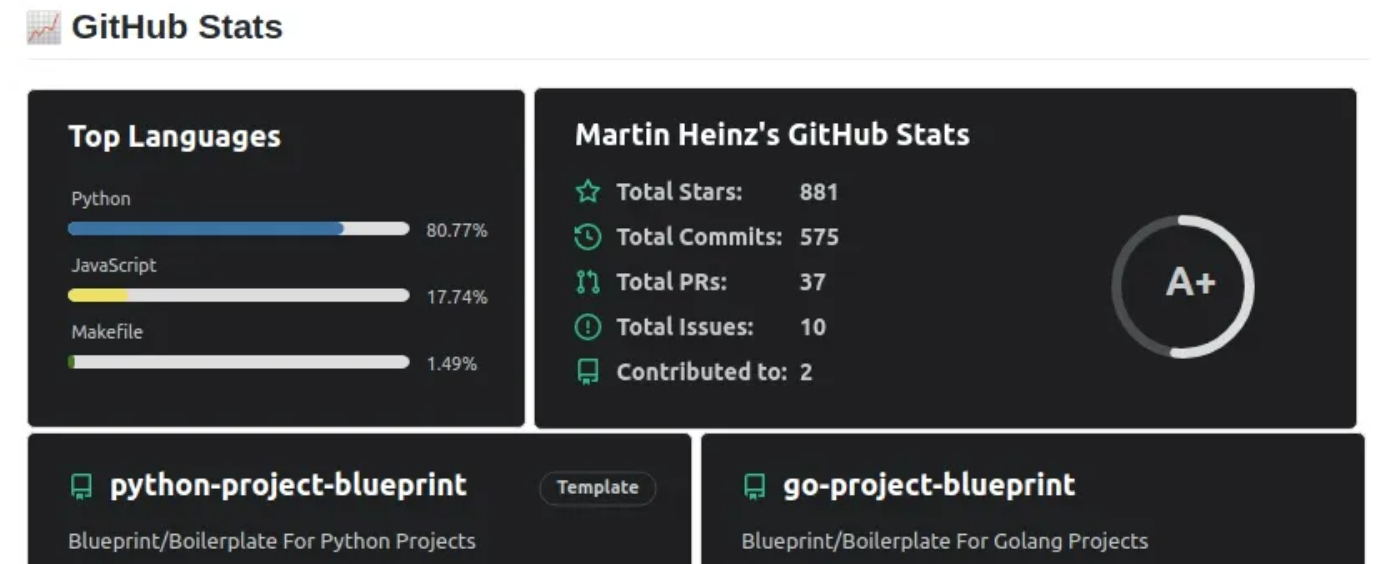 📈 GitHub Stats
Top Languages
Python
80.77%
JavaScript
17.74%
Makefile
1.49%
Martin Heinz's GitHub Stats
Total Stars: 881
Total Commits: 575
Total PRs: 37
Total Issues: 10
Contributed to: 2
A+
python-project-blueprint
Template
Blueprint/Boilerplate For Python Projects
go-project-blueprint
Blueprint/Boilerplate For Golang Projects